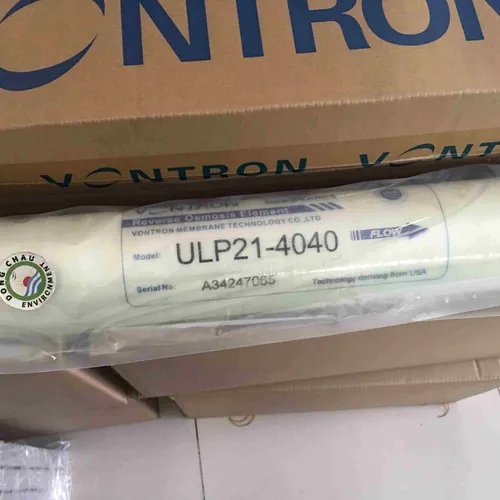 VONTRON
VONTRON VONTRON
VONTRON
Reverse Osmosis Element
VONTRON MEMBRANE TECHNOLOGY CO.,LTD
Model: ULP21-4040
FLOW
Serial No.: A34247065
Technology deriving from USA
DONG CHAU
ENVIRONMENT